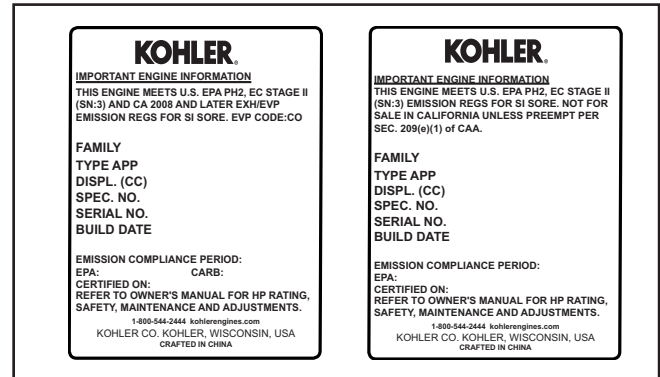 KOHLER.
IMPORTANT ENGINE INFORMATION
THIS ENGINE MEETS U.S. EPA PH2, EC STAGE II
(SN:3) AND CA 2008 AND LATER EXH/EVP
EMISSION REGS FOR SI SORE. EVP CODE:CO
FAMILY
TYPE APP
DISPL. (CC)
SPEC. NO.
SERIAL NO.
BUILD DATE
EMISSION COMPLIANCE PERIOD:
EPA: CARB:
CERTIFIED ON:
REFER TO OWNER'S MANUAL FOR HP RATING,
SAFETY, MAINTENANCE AND ADJUSTMENTS.
1-800-544-2444 kohlerengines.com
KOHLER CO. KOHLER, WISCONSIN, USA
CRAFTED IN CHINA
KOHLER.
IMPORTANT ENGINE INFORMATION
THIS ENGINE MEETS U.S. EPA PH2, EC STAGE II
(SN:3) EMISSION REGS FOR SI SORE. NOT FOR
SALE IN CALIFORNIA UNLESS PREEMPT PER
SEC. 209(e)(1) of CAA.
FAMILY
TYPE APP
DISPL. (CC)
SPEC. NO.
SERIAL NO.
BUILD DATE
EMISSION COMPLIANCE PERIOD:
EPA:
CERTIFIED ON:
REFER TO OWNER'S MANUAL FOR HP RATING,
SAFETY, MAINTENANCE AND ADJUSTMENTS.
1-800-544-2444 kohlerengines.com
KOHLER CO. KOHLER, WISCONSIN, USA
CRAFTED IN CHINA